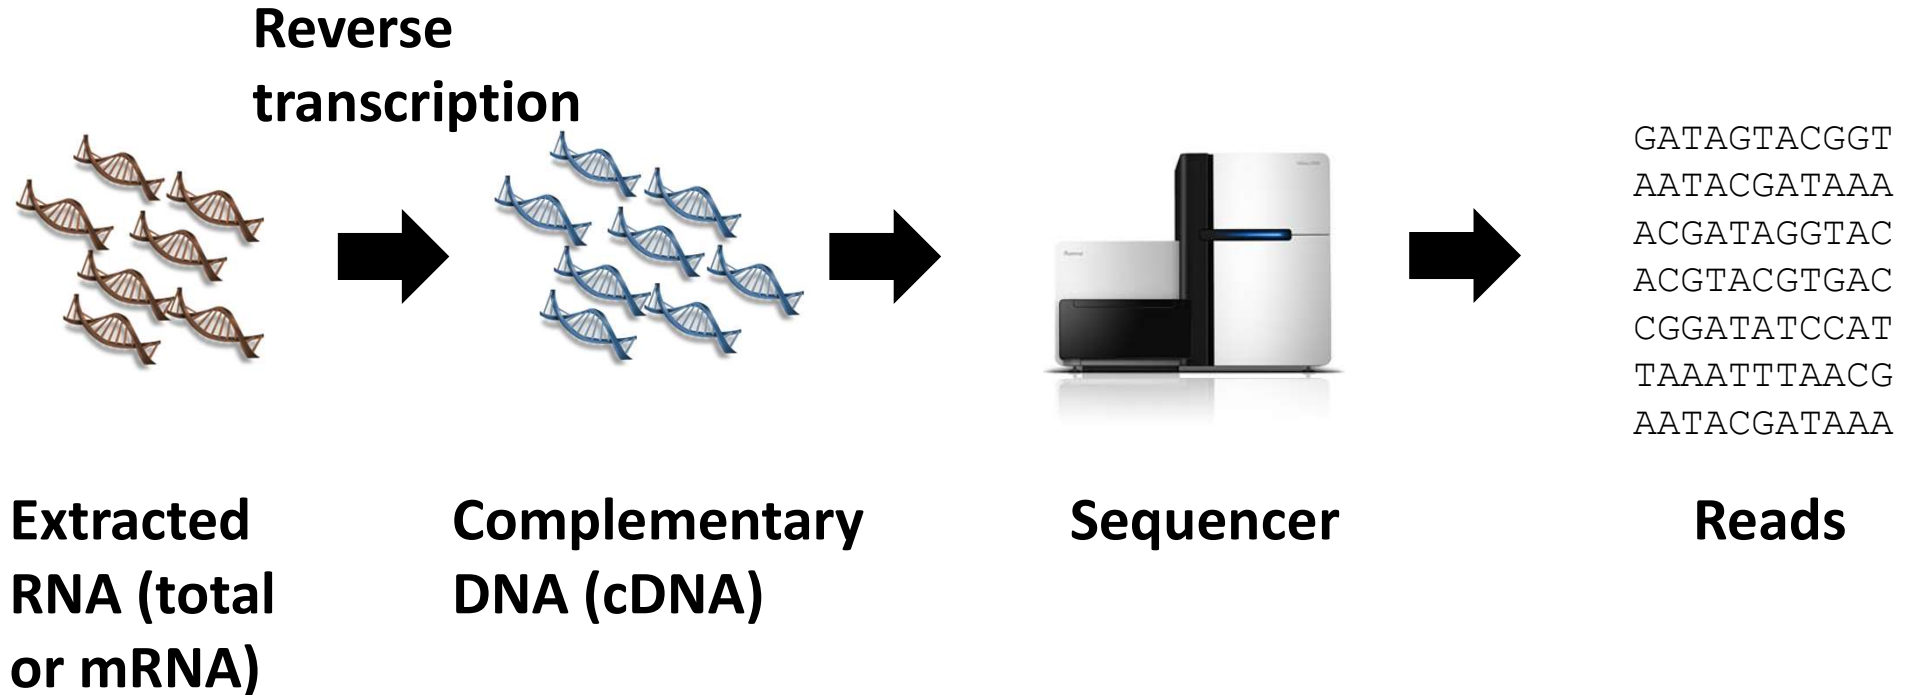 Reverse
transcription
GATAGTACGGT
AATACGATAAA
ACGATAGGTAC
ACGTACGTGAC
CGGATATCCAT
TAAATTTAACG
AATACGATAAA
Extracted
RNA (total
or mRNA)
Complementary
DNA (cDNA)
Sequencer
Reads